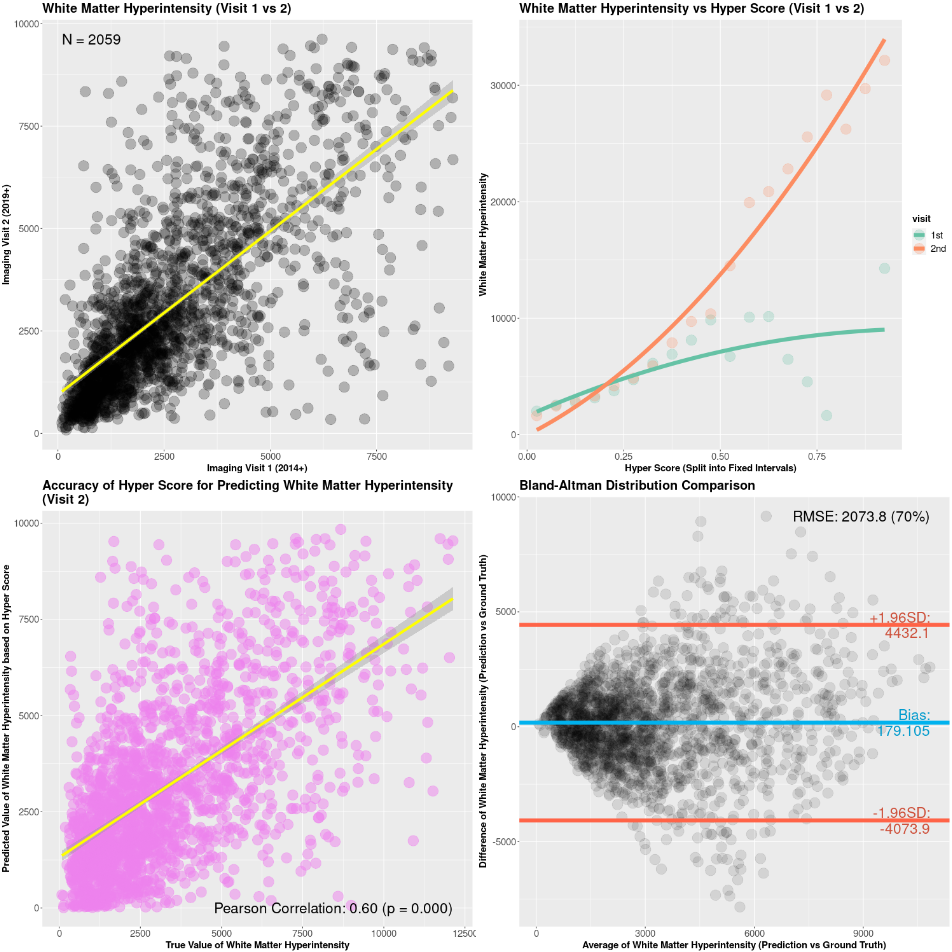 White Matter Hyperintensity (Visit 1 vs 2)
N = 2059
10000
7500
5000
2500
0
Imaging Visit 2 (2019+)
0
2500
5000
7500
Imaging Visit 1 (2014+)
White Matter Hyperintensity vs Hyper Score (Visit 1 vs 2)
30000
20000
10000
0
White Matter Hyperintensity
0.00
0.25
0.50
0.75
Hyper Score (Split into Fixed Intervals)
visit
1st
2nd
Accuracy of Hyper Score for Predicting White Matter Hyperintensity
(Visit 2)
10000
7500
5000
2500
0
Predicted Value of White Matter Hyperintensity based on Hyper Score
Pearson Correlation: 0.60 (p = 0.000)
0
2500
5000
7500
10000
12500
True Value of White Matter Hyperintensity
Bland-Altman Distribution Comparison
RMSE: 2073.8 (70%)
10000
5000
0
-5000
Difference of White Matter Hyperintensity (Prediction vs Ground Truth)
+1.96SD:
4432.1
Bias:
179.105
-1.96SD:
-4073.9
0
3000
6000
9000
Average of White Matter Hyperintensity (Prediction vs Ground Truth)